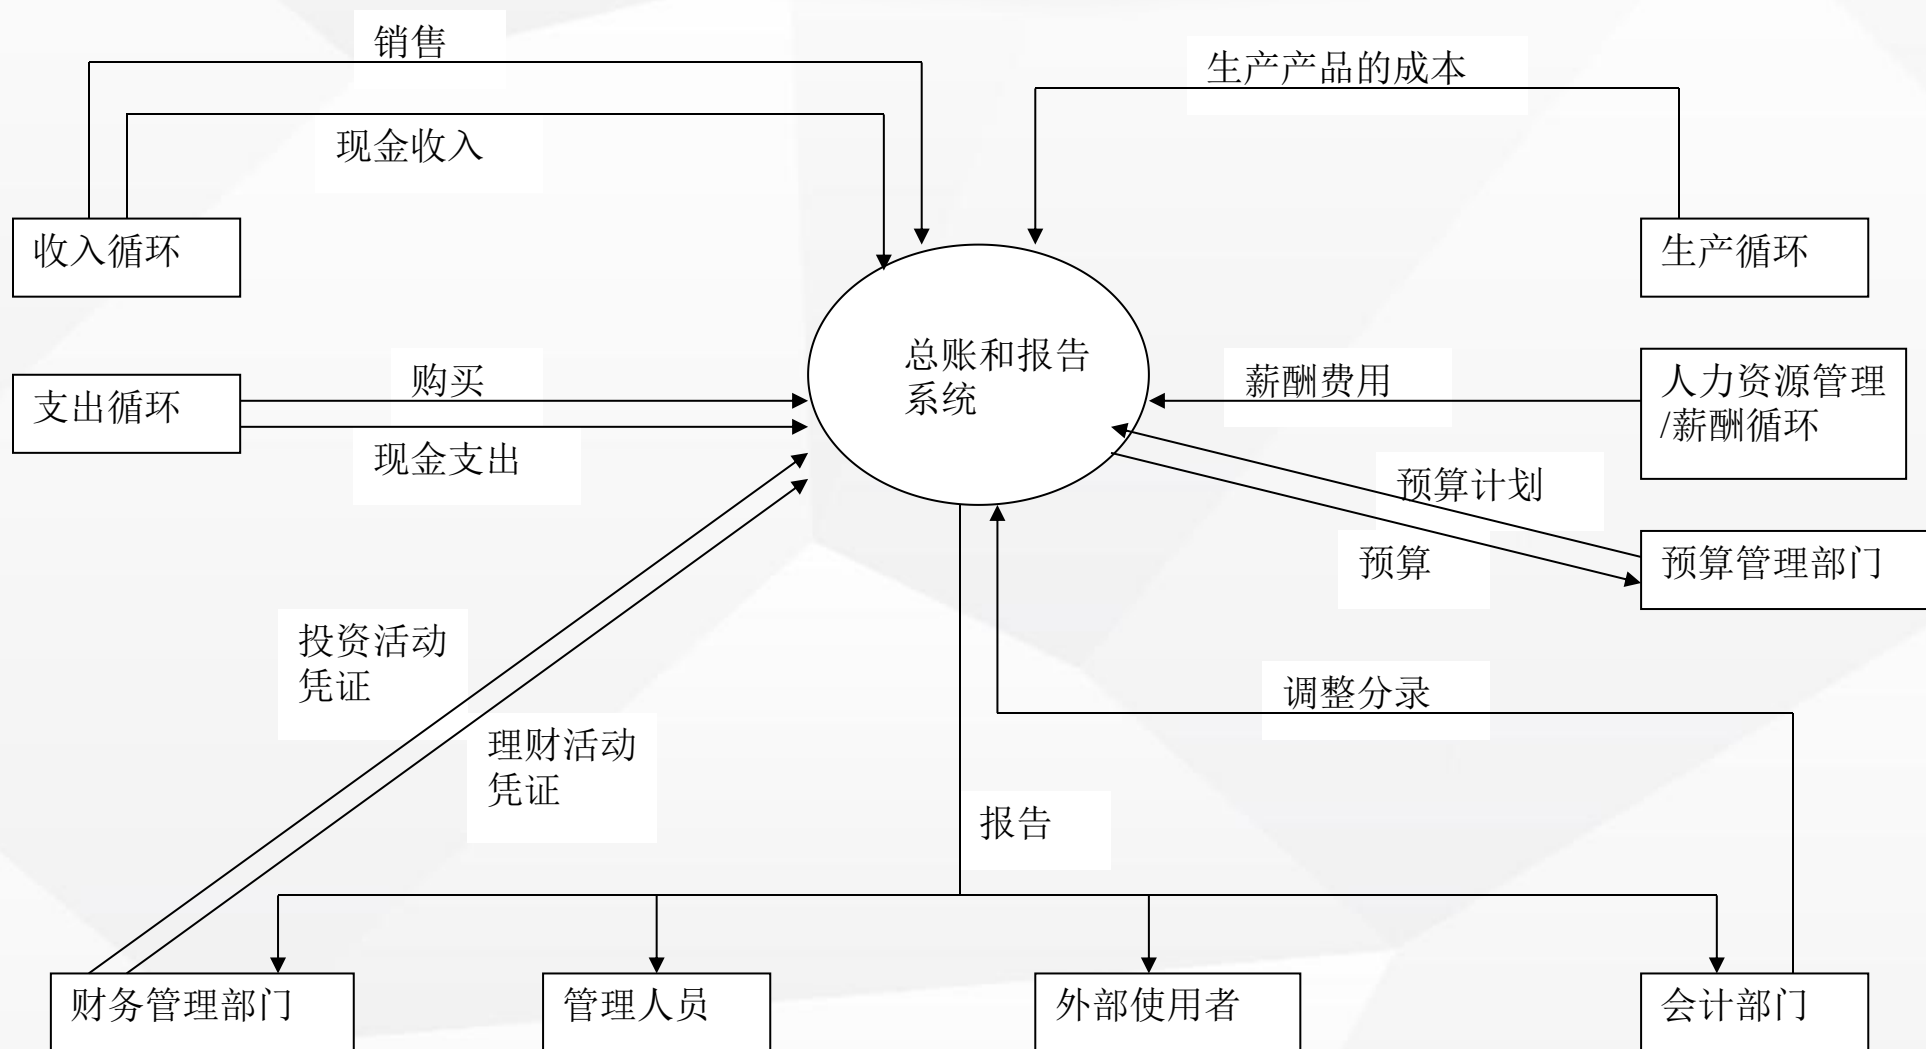 销售
生产产品的成本
现金收入
收入循环
生产循环
总账和报告
系统
购买
薪酬费用
人力资源管理
/薪酬循环
支出循环
现金支出
预算计划
预算
预算管理部门
投资活动
凭证
调整分录
理财活动
凭证
报告
财务管理部门
管理人员
外部使用者
会计部门